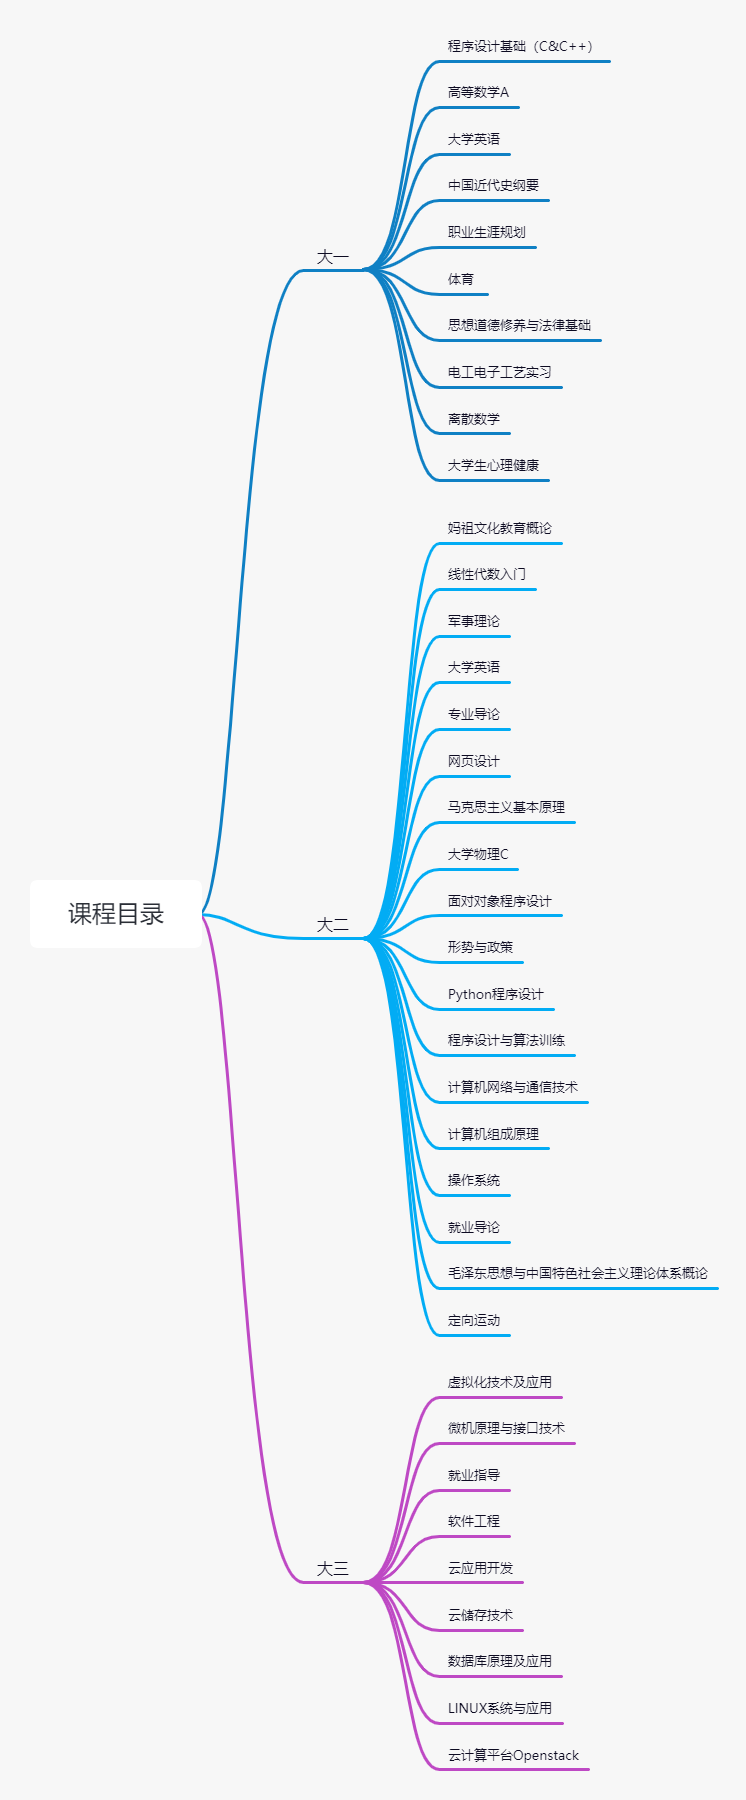 程序设计基础（C&C++）
高等数学A
大学英语
中国近代史纲要
职业生涯规划
大一
体育
思想道德修养与法律基础
电工电子工艺实习
离散数学
大学生心理健康
妈祖文化教育概论
线性代数入门
军事理论
大学英语
专业导论
网页设计
马克思主义基本原理
大学物理C
面对对象程序设计
课程目录
大二
形势与政策
Python程序设计
程序设计与算法训练
计算机网络与通信技术
计算机组成原理
操作系统
就业导论
毛泽东思想与中国特色社会主义理论体系概论
定向运动
虚拟化技术及应用
微机原理与接口技术
就业指导
软件工程
大三
云应用开发
云储存技术
数据库原理及应用
LINUX系统与应用
云计算平台Openstack